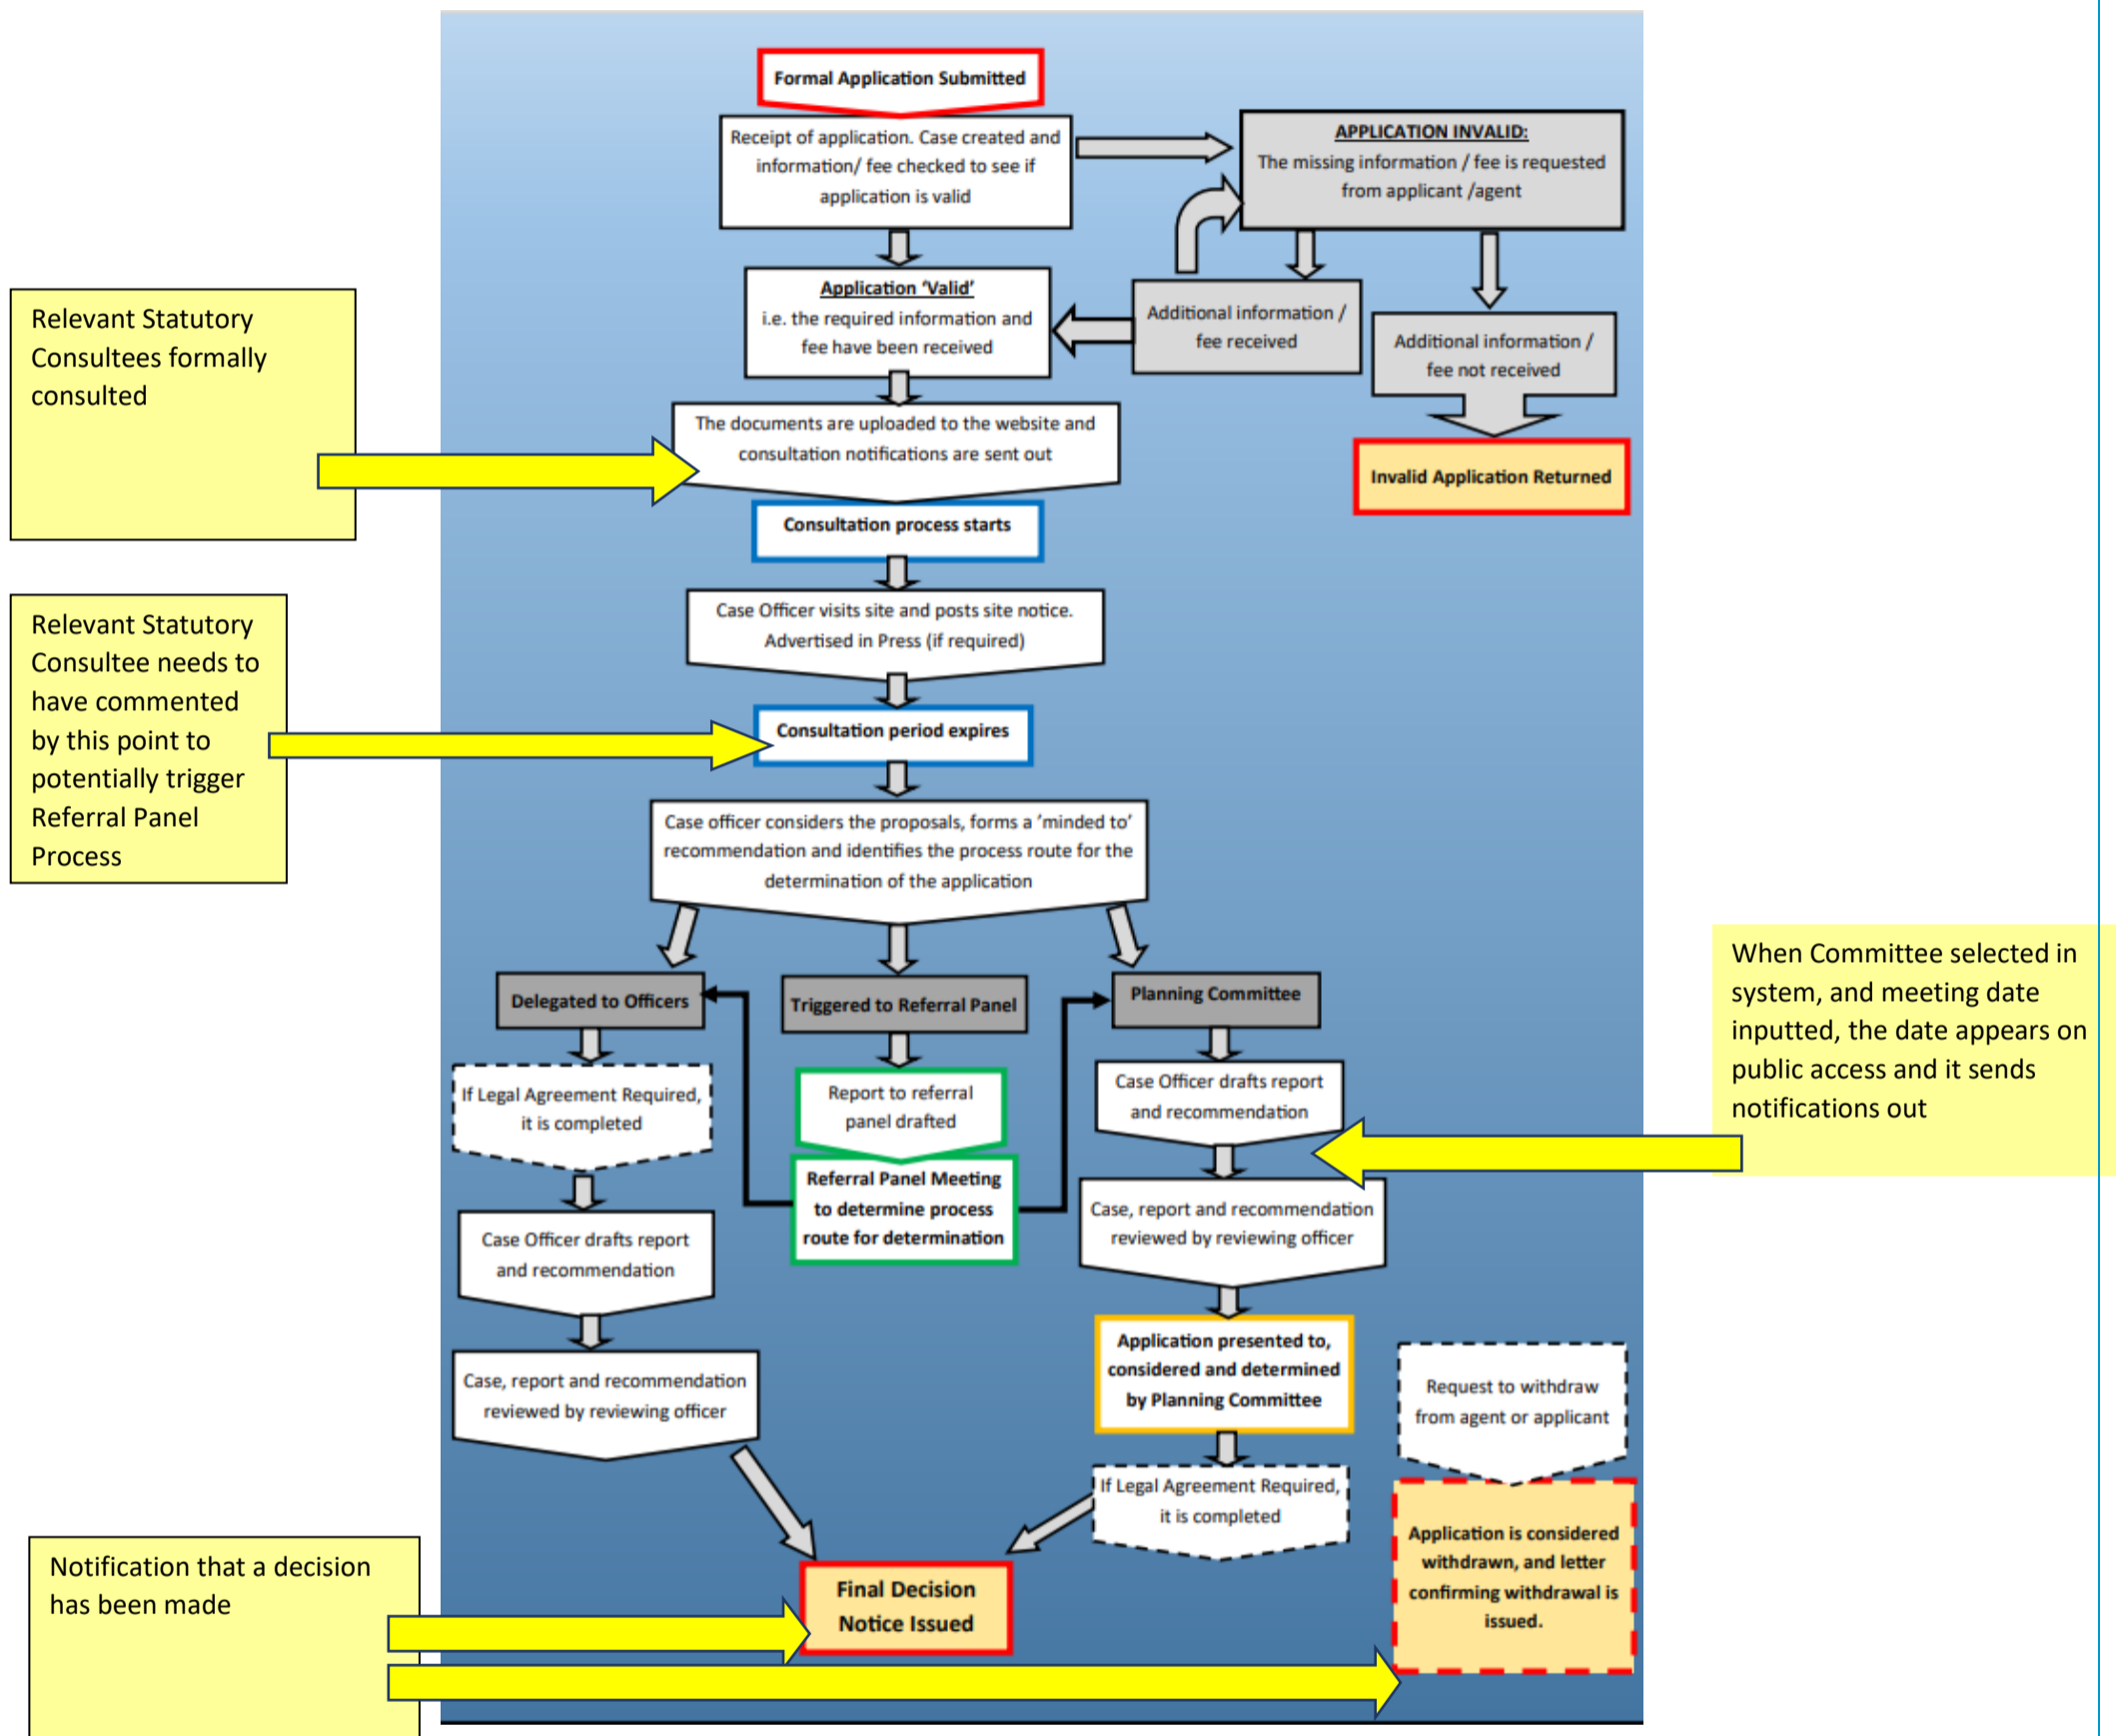 Formal Application Submitted
Receipt of application. Case created and
information/ fee checked to see if
application is valid
APPLICATION INVALID:
The missing information / fee is requested
from applicant /agent
Application 'Valid'
i.e. the required information and
fee have been received
Additional information /
fee received
Additional information /
fee not received
Invalid Application Returned
Relevant Statutory
Consultees formally
consulted
The documents are uploaded to the website and
consultation notifications are sent out
Consultation process starts
Case Officer visits site and posts site notice.
Advertised in Press (if required)
Relevant Statutory
Consultee needs to
have commented
by this point to
potentially trigger
Referral Panel
Process
Consultation period expires
Case officer considers the proposals, forms a 'minded to'
recommendation and identifies the process route for the
determination of the application
Delegated to Officers
If Legal Agreement Required,
it is completed
Case Officer drafts report
and recommendation
Case, report and recommendation
reviewed by reviewing officer
Triggered to Referral Panel
Report to referral
panel drafted
Referral Panel Meeting
to determine process
route for determination
Planning Committee
Case Officer drafts report
and recommendation
When Committee selected in
system, and meeting date
inputted, the date appears on
public access and it sends
notifications out
Case, report and recommendation
reviewed by reviewing officer
Application presented to,
considered and determined
by Planning Committee
If Legal Agreement Required,
it is completed
Request to withdraw
from agent or applicant
Application is considered
withdrawn, and letter
confirming withdrawal is
issued.
Notification that a decision
has been made
Final Decision
Notice Issued